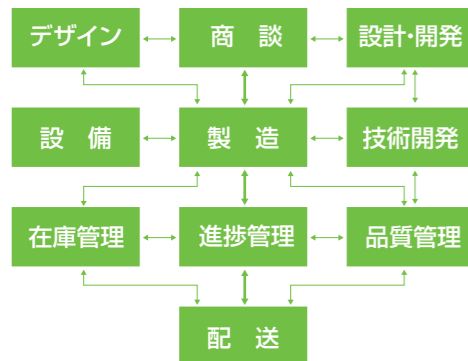 デザイン
商　談
設計・開発
設　備
製　造
技術開発
在庫管理
進捗管理
品質管理
配　送